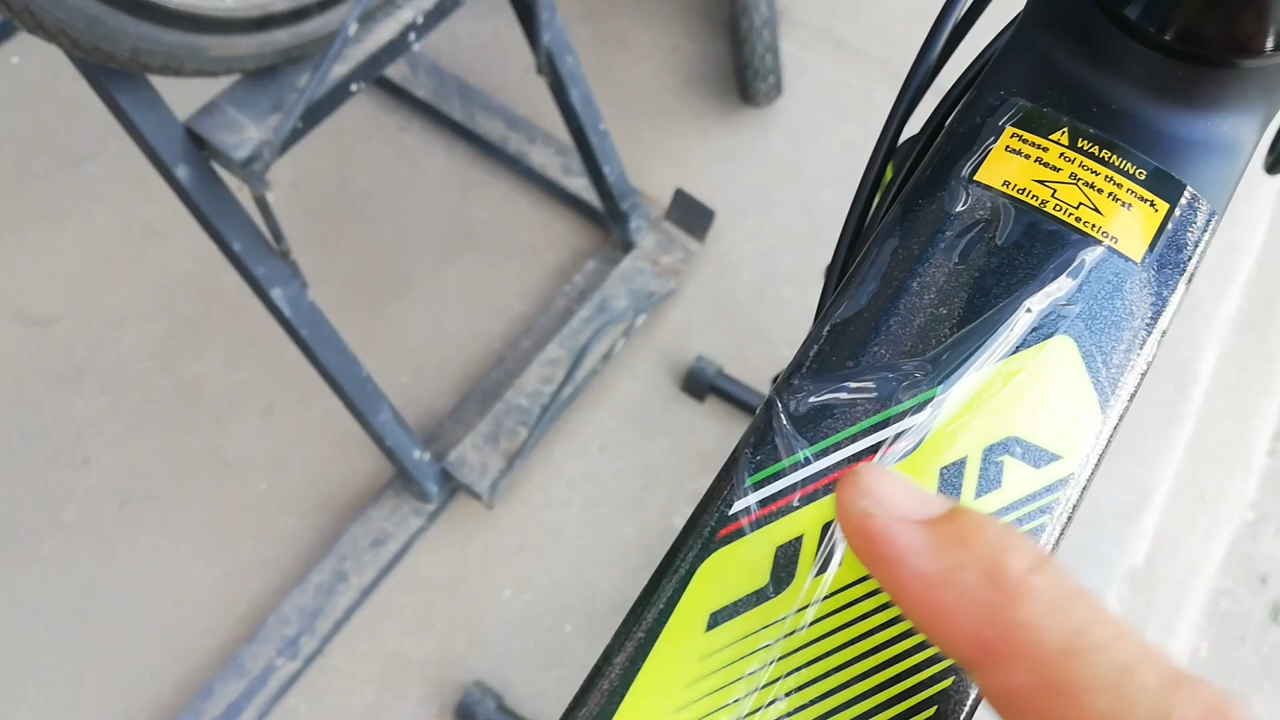 WARNING
Please follow the mark,
take Rear Brake first
Riding Direction